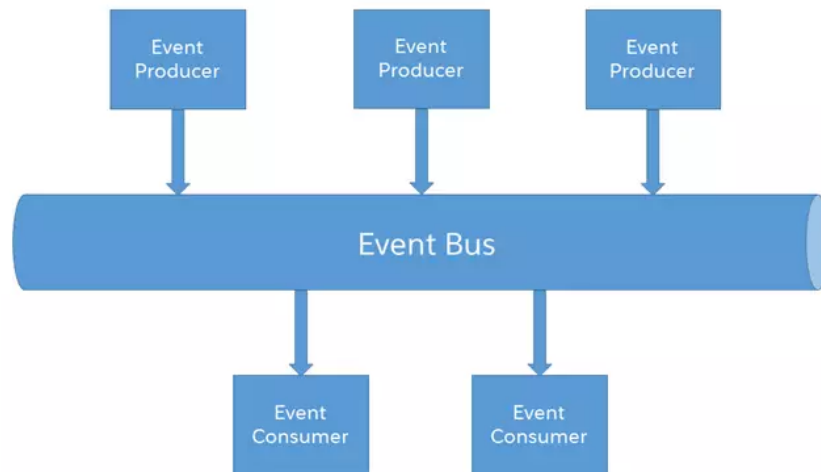 Event
Producer
Event
Producer
Event
Producer
Event Bus
Event
Consumer
Event
Consumer